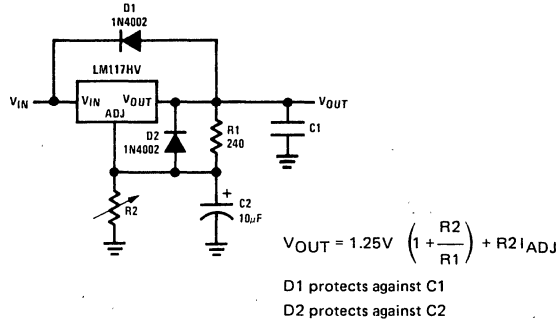 D1
1N4002
LM117HV
VIN
VIN
VOUT
ADJ
VOUT
D2
1N4002
R1
240
C1
R2
+
C2
10µF
VOUT = 1.25V (1 + R2/R1) + R2 IADJ
D1 protects against C1
D2 protects against C2